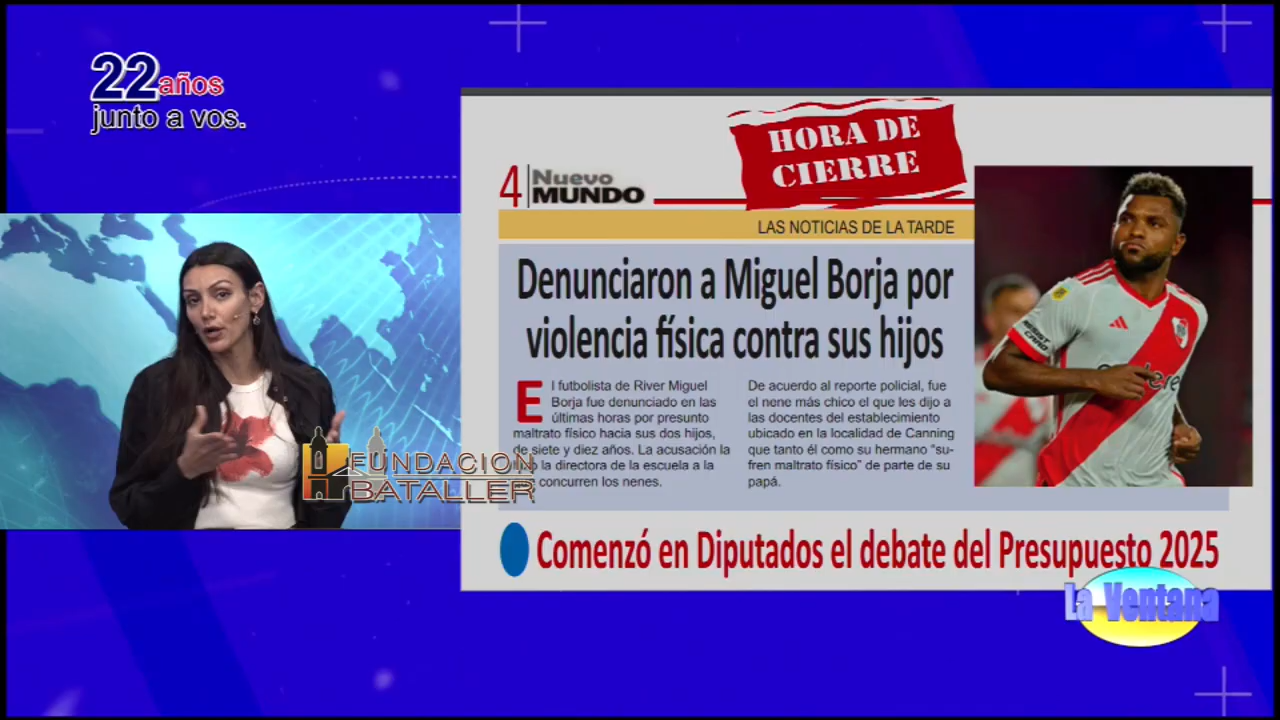 22 años
junto a vos.
HORA DE
CIERRE
4 Nuevo
MUNDO
LAS NOTICIAS DE LA TARDE
Denunciaron a Miguel Borja por
violencia física contra sus hijos
El futbolista de River Miguel
Borja fue denunciado en las
últimas horas por presunto
maltrato físico hacia sus dos hijos,
de siete y diez años. La acusación la
la directora de la escuela a la
concurren los nenes.
De acuerdo al reporte policial, fue
el nene más chico el que les dijo a
las docentes del establecimiento
ubicado en la localidad de Canning
que tanto él como su hermano "su-
fren maltrato físico" de parte de su
papá.
FUNDACION
BATALLER
Comenzó en Diputados el debate del Presupuesto 2025
La Ventana